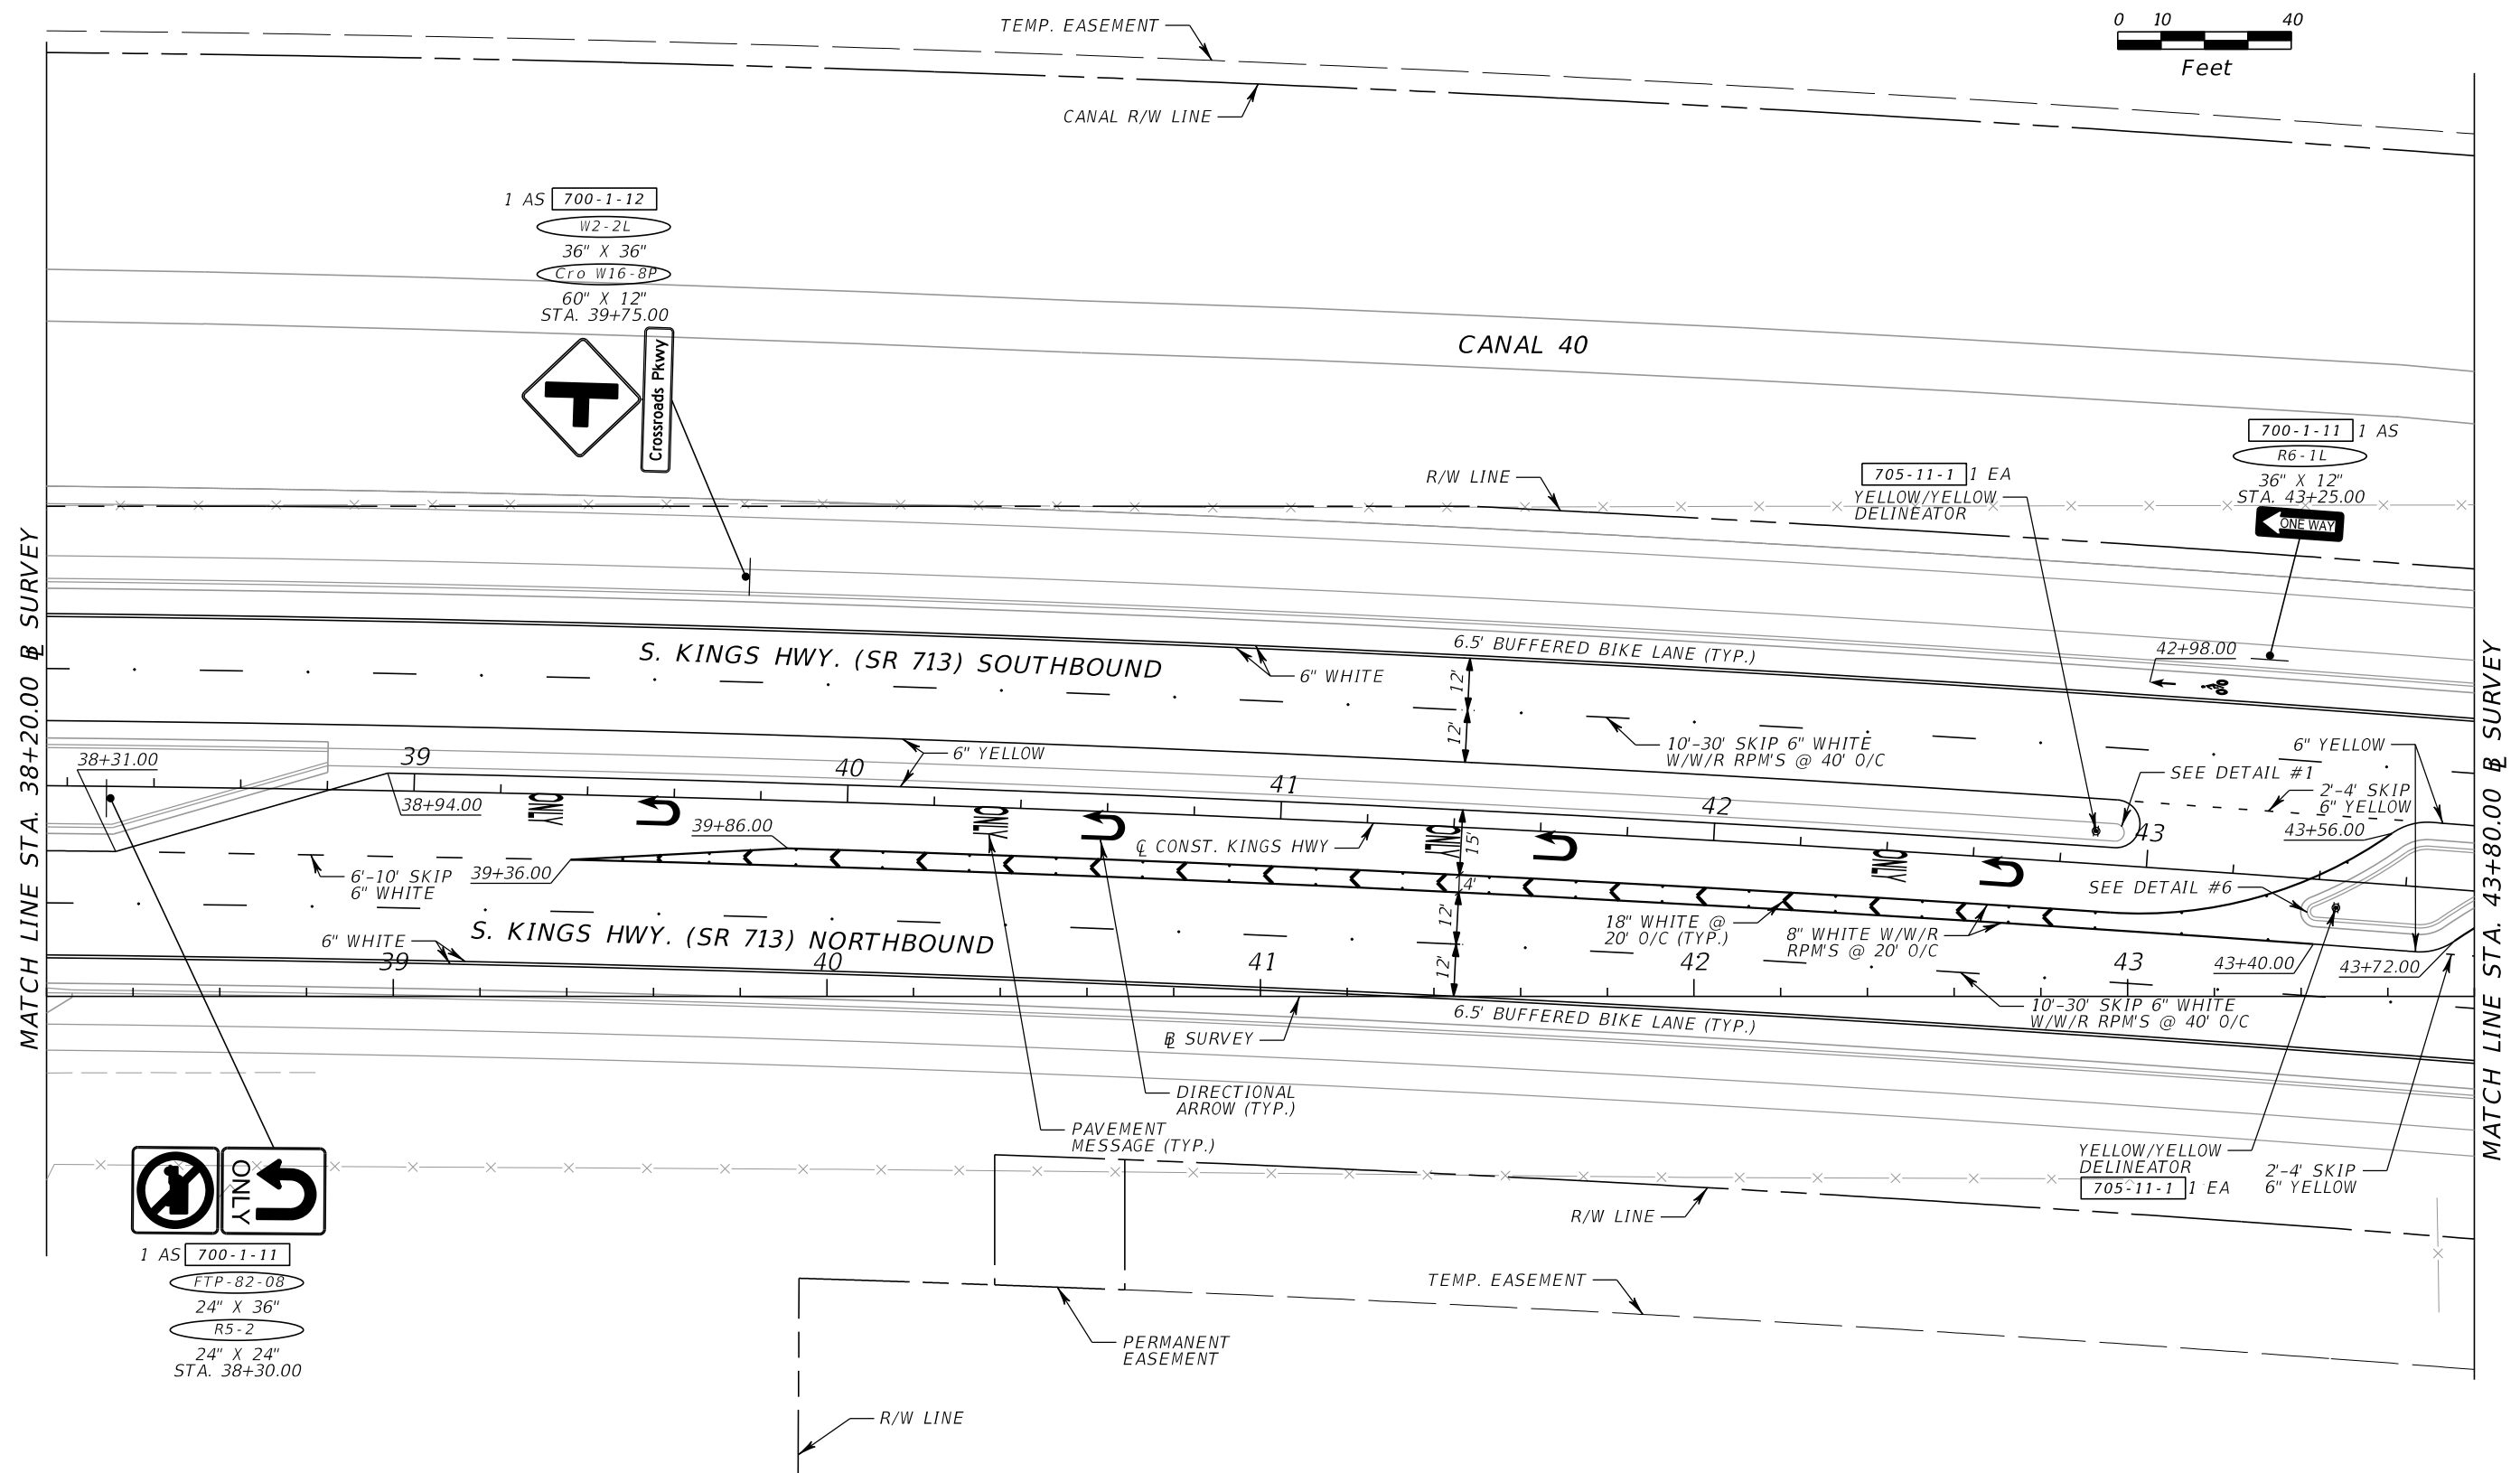 0 10 40
Feet
TEMP. EASEMENT
CANAL R/W LINE
1 AS 700-1-12
W2-2L
36" X 36"
Cro W16-8P
60" X 12"
STA. 39+75.00
Crossroads Pkwy
CANAL 40
R/W LINE
705-11-1 1 EA
YELLOW/YELLOW
DELINEATOR
700-1-11 1 AS
R6-1L
36" X 12"
STA. 43+25.00
ONE WAY
MATCH LINE STA. 38+20.00 BL SURVEY
MATCH LINE STA. 43+80.00 BL SURVEY
S. KINGS HWY. (SR 713) SOUTHBOUND
6" WHITE
6.5' BUFFERED BIKE LANE (TYP.)
12'
12'
42+98.00
10'-30' SKIP 6" WHITE
W/W/R RPM'S @ 40' O/C
6" YELLOW
SEE DETAIL #1
2'-4' SKIP
6" YELLOW
43+56.00
38+31.00
39 40 41 42 43
6" YELLOW
38+94.00
ONLY
ONLY
ONLY
ONLY
39+86.00
CL CONST. KINGS HWY
15'
4'
12'
12'
6'-10' SKIP
6" WHITE
39+36.00
SEE DETAIL #6
18" WHITE @
20' O/C (TYP.)
8" WHITE W/W/R
RPM'S @ 20' O/C
S. KINGS HWY. (SR 713) NORTHBOUND
6" WHITE
39 40 41 42 43
43+40.00
43+72.00
10'-30' SKIP 6" WHITE
W/W/R RPM'S @ 40' O/C
6.5' BUFFERED BIKE LANE (TYP.)
BL SURVEY
DIRECTIONAL
ARROW (TYP.)
PAVEMENT
MESSAGE (TYP.)
YELLOW/YELLOW
DELINEATOR
705-11-1 1 EA
2'-4' SKIP
6" YELLOW
R/W LINE
ONLY
1 AS 700-1-11
FTP-82-08
24" X 36"
R5-2
24" X 24"
STA. 38+30.00
TEMP. EASEMENT
PERMANENT
EASEMENT
R/W LINE